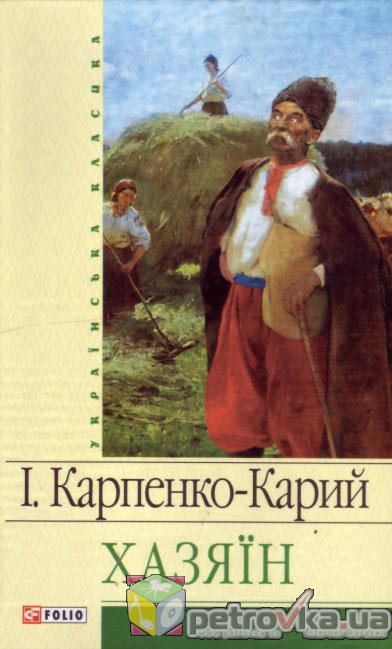 УКРАЇНСЬКА КЛАСИКА
І. Карпенко-Карий
ХАЗЯЇН
FOLIO
petrovka.ua